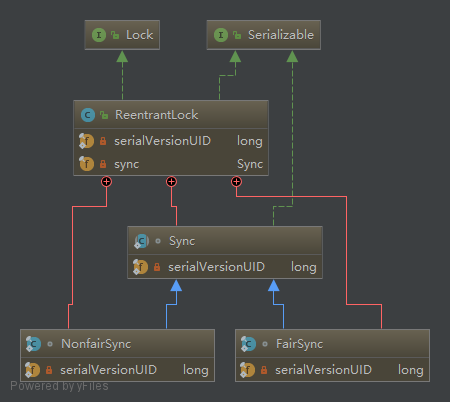 I Lock
I Serializable
C ReentrantLock
f serialVersionUID long
f sync Sync
C Sync
f serialVersionUID long
C NonfairSync
f serialVersionUID long
C FairSync
f serialVersionUID long
Powered by yFiles